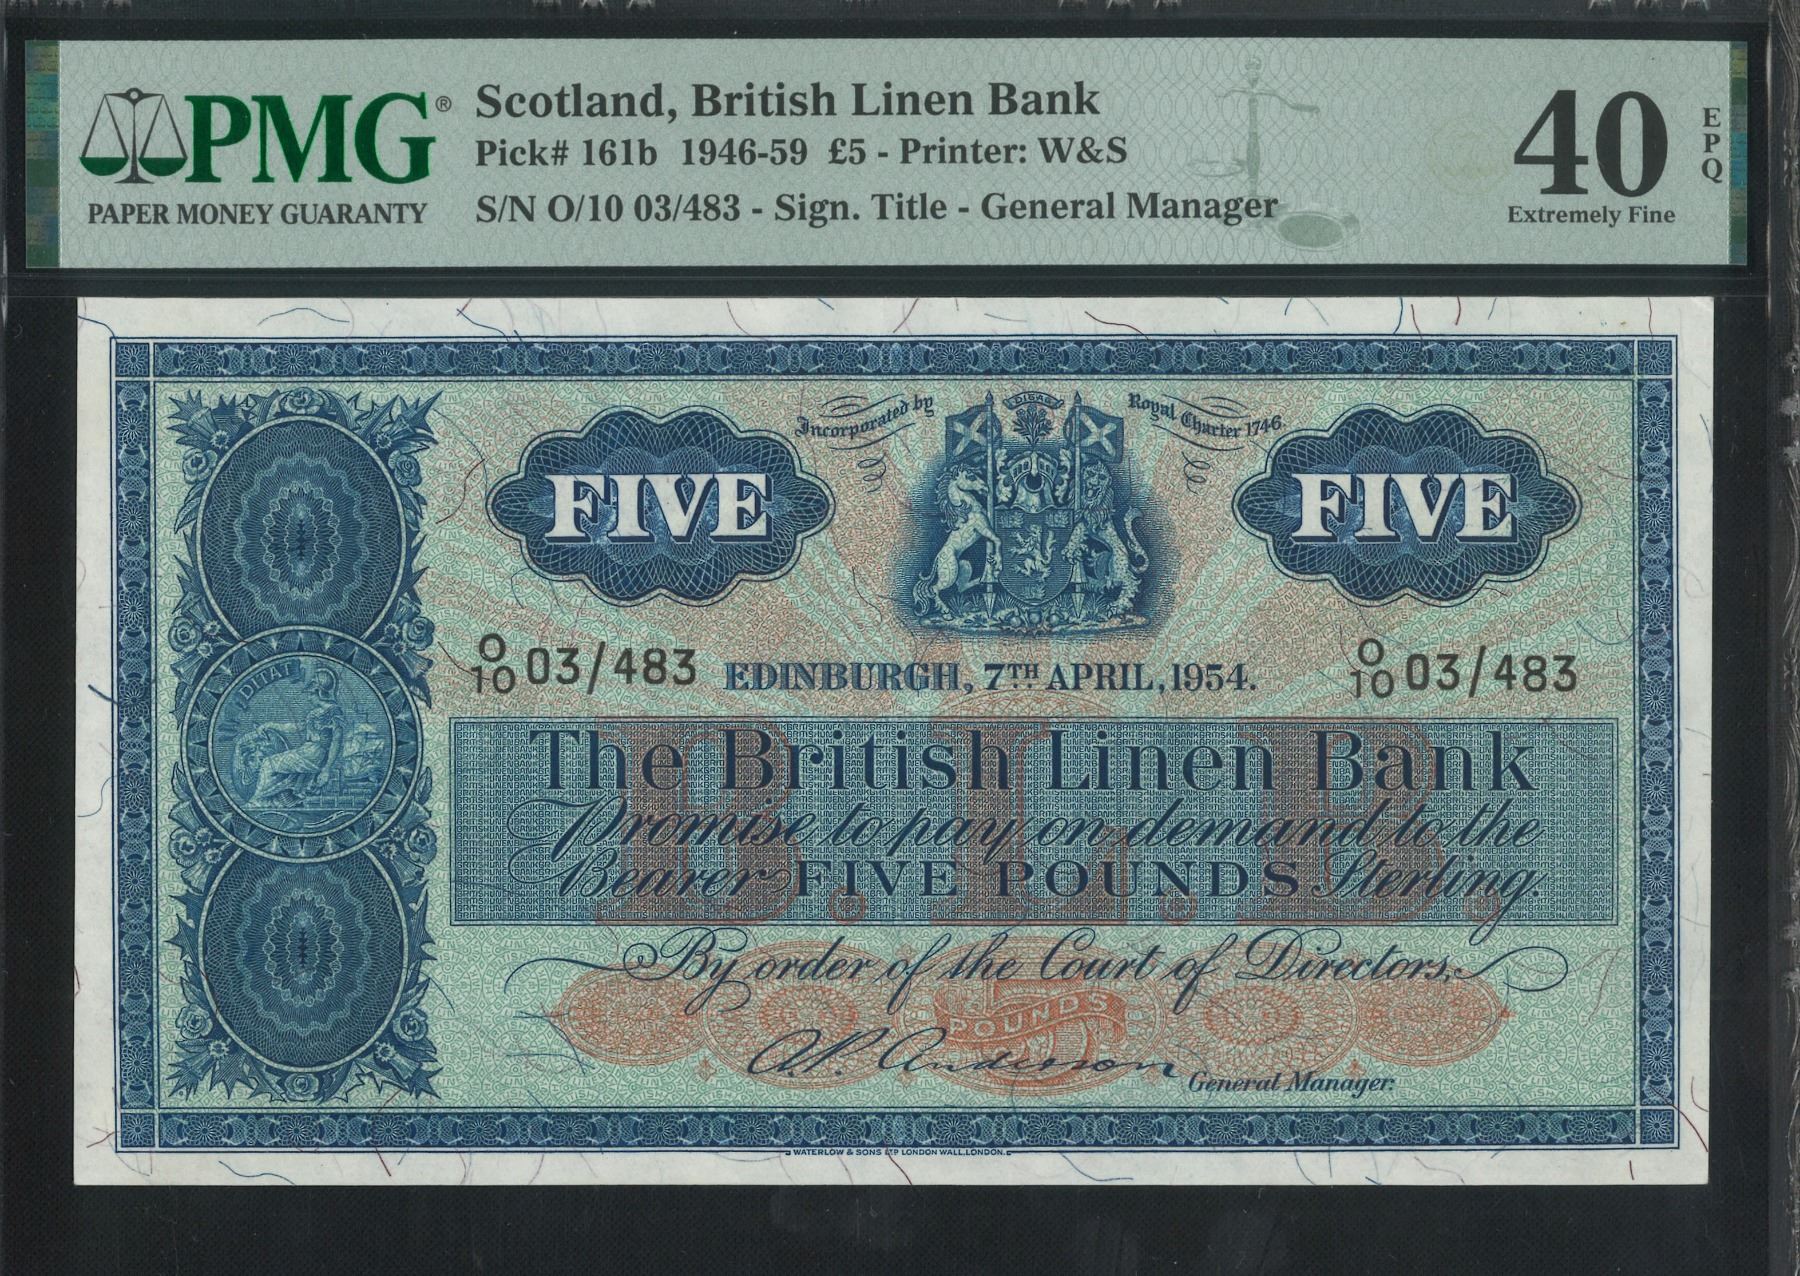 PMG®
PAPER MONEY GUARANTY
Scotland, British Linen Bank
Pick# 161b 1946-59 £5 - Printer: W&S
S/N O/10 03/483 - Sign. Title - General Manager
40
EPQ
Extremely Fine
Incorporated by
Royal Charter 1746
FIVE
FIVE
O/10 03/483
EDINBURGH, 7TH APRIL, 1954.
O/10 03/483
The British Linen Bank
Promise to pay on demand to the
Bearer FIVE POUNDS Sterling.
B.L.B.
By order of the Court of Directors,
5
POUNDS
A.P. Anderson
General Manager.
WATERLOW & SONS LTD LONDON WALL, LONDON.